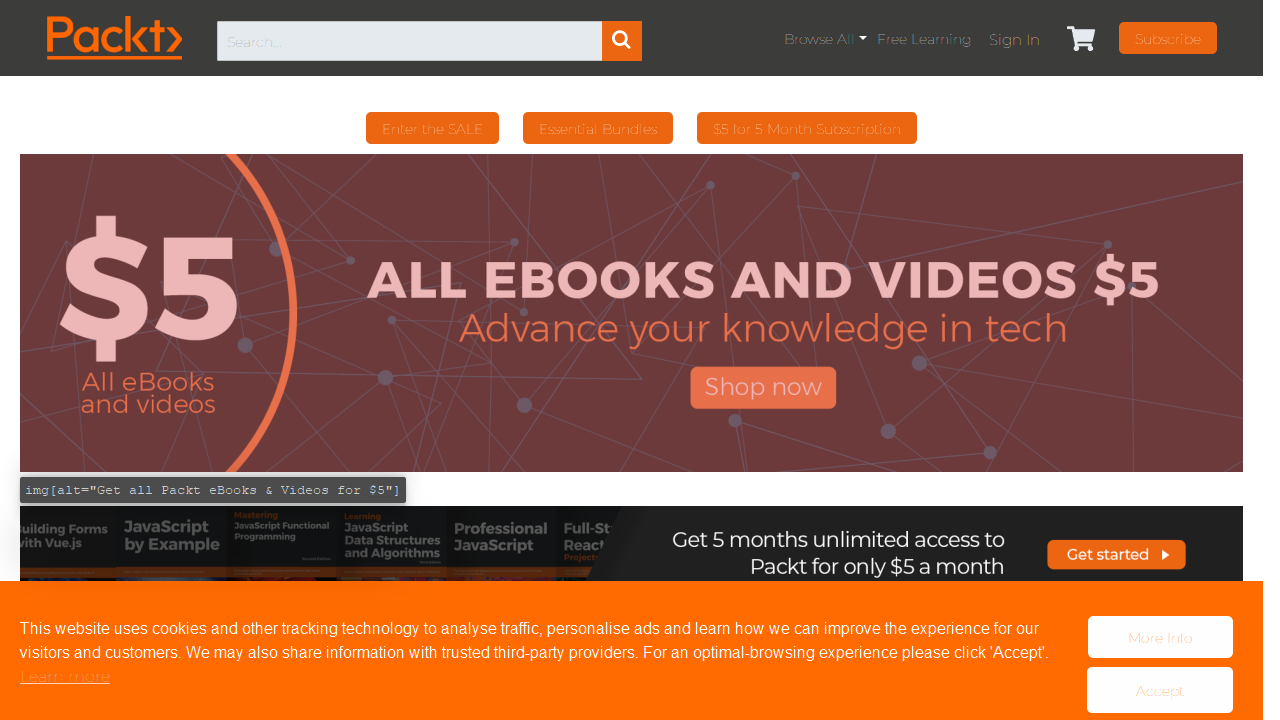 Packt
Search...
Browse All
Free Learning
Sign In
Subscribe
Enter the SALE
Essential Bundles
$5 for 5 Month Subscription
$5
All eBooks
and videos
ALL EBOOKS AND VIDEOS $5
Advance your knowledge in tech
Shop now
img[alt="Get all Packt eBooks & Videos for $5"]
Building Forms
with Vue.js
JavaScript
by Example
Mastering
JavaScript Functional
Programming
Learning
JavaScript
Data Structures
and Algorithms
Professional
JavaScript
Full-St
React
Projects
Get 5 months unlimited access to
Packt for only $5 a month
Get started
This website uses cookies and other tracking technology to analyse traffic, personalise ads and learn how we can improve the experience for our
visitors and customers. We may also share information with trusted third-party providers. For an optimal-browsing experience please click 'Accept'.
Learn more
More Info
Accept